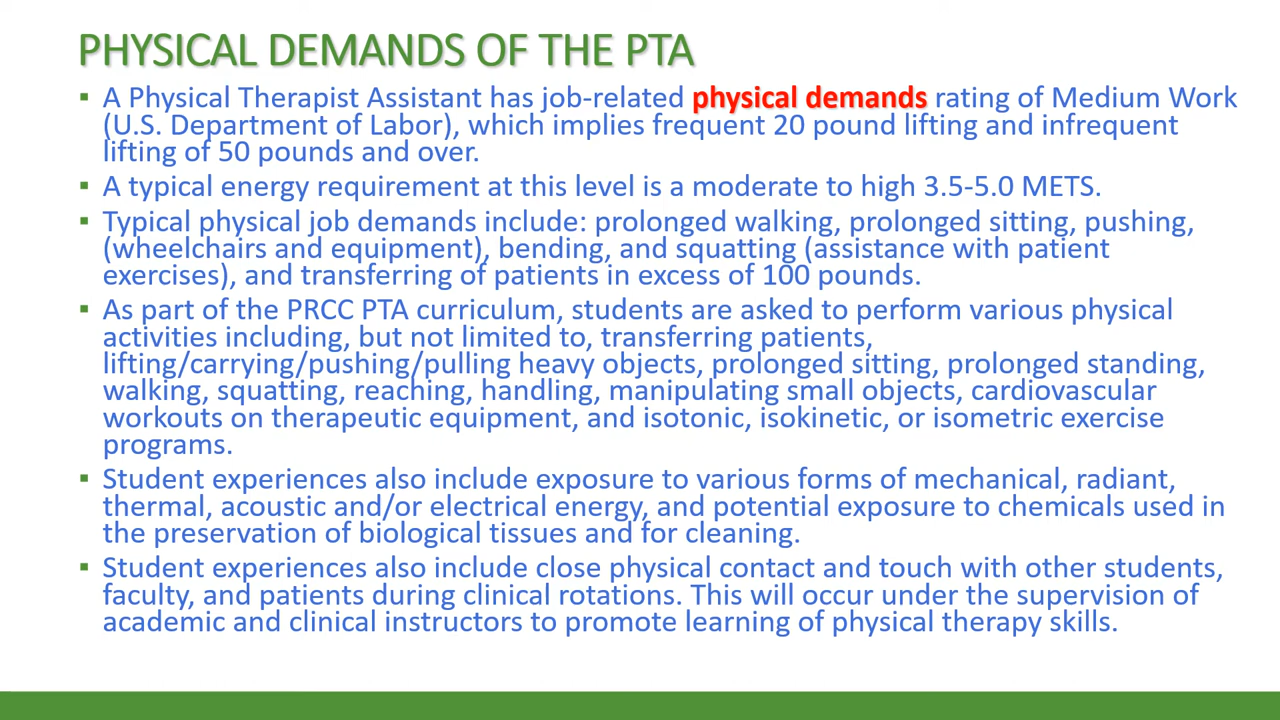 PHYSICAL DEMANDS OF THE PTA
▪ A Physical Therapist Assistant has job-related physical demands rating of Medium Work
(U.S. Department of Labor), which implies frequent 20 pound lifting and infrequent
lifting of 50 pounds and over.
▪ A typical energy requirement at this level is a moderate to high 3.5-5.0 METS.
▪ Typical physical job demands include: prolonged walking, prolonged sitting, pushing,
(wheelchairs and equipment), bending, and squatting (assistance with patient
exercises), and transferring of patients in excess of 100 pounds.
▪ As part of the PRCC PTA curriculum, students are asked to perform various physical
activities including, but not limited to, transferring patients,
lifting/carrying/pushing/pulling heavy objects, prolonged sitting, prolonged standing,
walking, squatting, reaching, handling, manipulating small objects, cardiovascular
workouts on therapeutic equipment, and isotonic, isokinetic, or isometric exercise
programs.
▪ Student experiences also include exposure to various forms of mechanical, radiant,
thermal, acoustic and/or electrical energy, and potential exposure to chemicals used in
the preservation of biological tissues and for cleaning.
▪ Student experiences also include close physical contact and touch with other students,
faculty, and patients during clinical rotations. This will occur under the supervision of
academic and clinical instructors to promote learning of physical therapy skills.